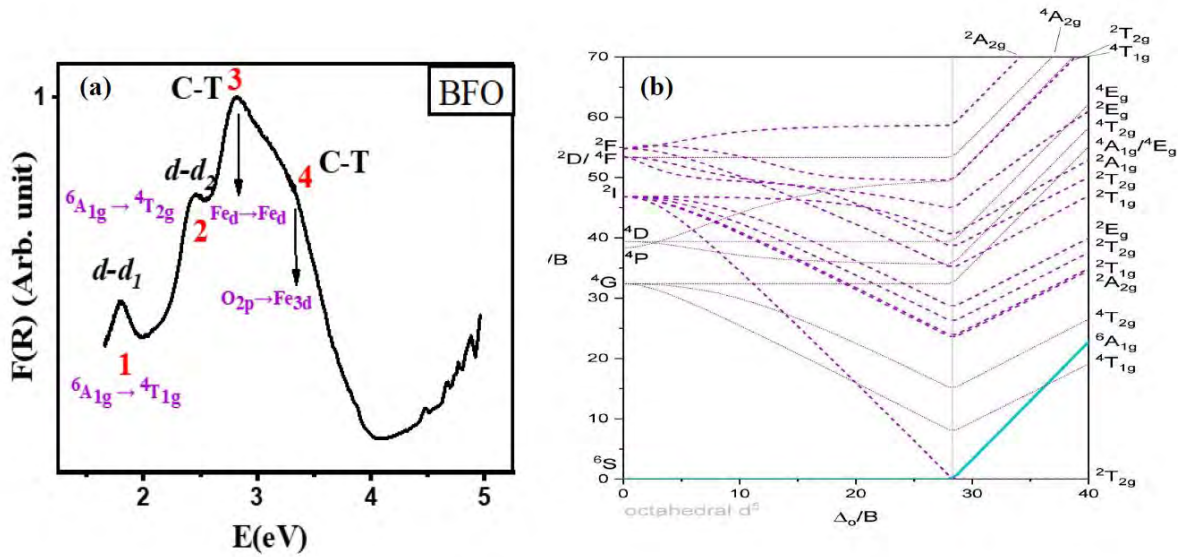 (a)
BFO
1
C-T 3
C-T
4
d-d₂
⁶A₁g → ⁴T₂g
2
Fe_d→Fe_d
d-d₁
O₂p→Fe₃d
1
⁶A₁g → ⁴T₁g
F(R) (Arb. unit)
2 3 4 5
E(eV)
(b)
²A₂g
⁴A₂g
²T₂g
⁴T₁g
⁴Eg
²Eg
⁴T₂g
⁴A₁g/⁴Eg
²A₁g
²T₂g
²T₁g
²Eg
²T₂g
²T₁g
²A₂g
⁴T₂g
⁶A₁g
⁴T₁g
²T₂g
70
60
50
40
30
20
10
0
²F
²D/⁴F
²I
⁴D
⁴P
⁴G
⁶S
/B
0 10 20 30 40
octahedral d⁵
Δₒ/B